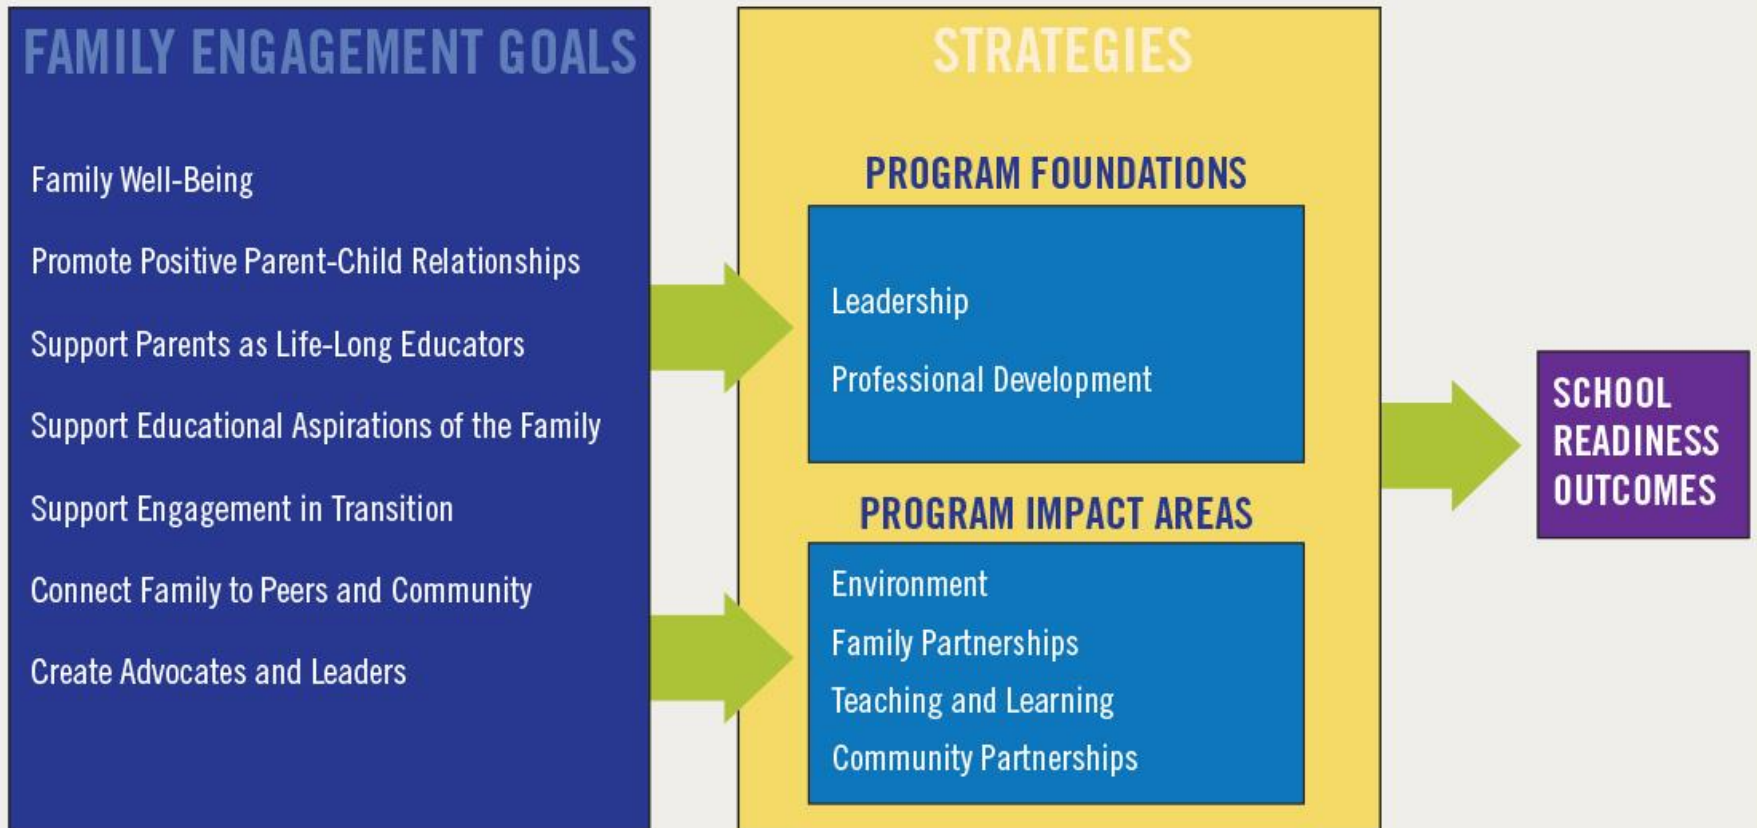 FAMILY ENGAGEMENT GOALS
Family Well-Being
Promote Positive Parent-Child Relationships
Support Parents as Life-Long Educators
Support Educational Aspirations of the Family
Support Engagement in Transition
Connect Family to Peers and Community
Create Advocates and Leaders
STRATEGIES
PROGRAM FOUNDATIONS
Leadership
Professional Development
PROGRAM IMPACT AREAS
Environment
Family Partnerships
Teaching and Learning
Community Partnerships
SCHOOL
READINESS
OUTCOMES